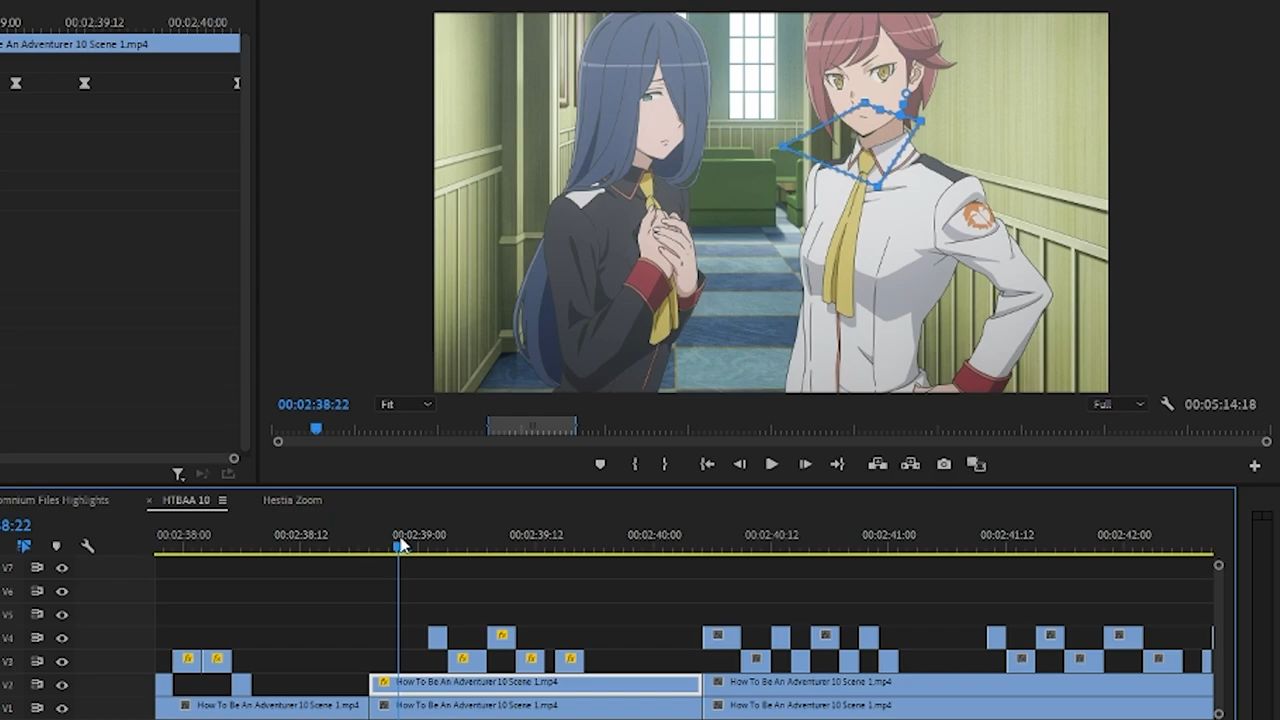 9:00 00:02:39:12 00:02:40:00
e An Adventurer 10 Scene 1.mp4
00:02:38:22 Fit Full 00:05:14:18
omnium Files Highlights × HTBAA 10 Hestia Zoom
38:22
00:02:38:00 00:02:38:12 00:02:39:00 00:02:39:12 00:02:40:00 00:02:40:12 00:02:41:00 00:02:41:12 00:02:42:00
V7
V6
V5
V4
V3
V2 fx How To Be An Adventurer 10 Scene 1.mp4 How To Be An Adventurer 10 Scene 1.mp4
V1 How To Be An Adventurer 10 Scene 1.mp4 How To Be An Adventurer 10 Scene 1.mp4 How To Be An Adventurer 10 Scene 1.mp4